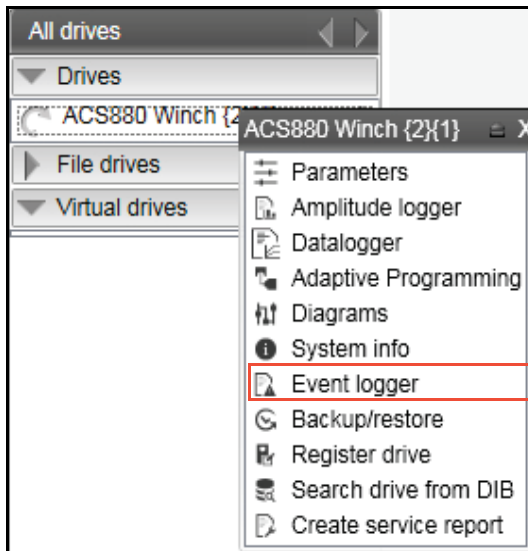 All drives
Drives
ACS880 Winch {2
File drives
Virtual drives
ACS880 Winch {2}{1} X
Parameters
Amplitude logger
Datalogger
Adaptive Programming
Diagrams
System info
Event logger
Backup/restore
Register drive
Search drive from DIB
Create service report